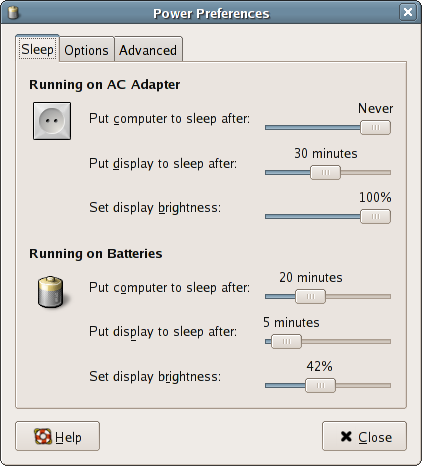 Power Preferences
Sleep Options Advanced
Running on AC Adapter
Never
Put computer to sleep after:
30 minutes
Put display to sleep after:
100%
Set display brightness:
Running on Batteries
20 minutes
Put computer to sleep after:
5 minutes
Put display to sleep after:
42%
Set display brightness:
Help Close